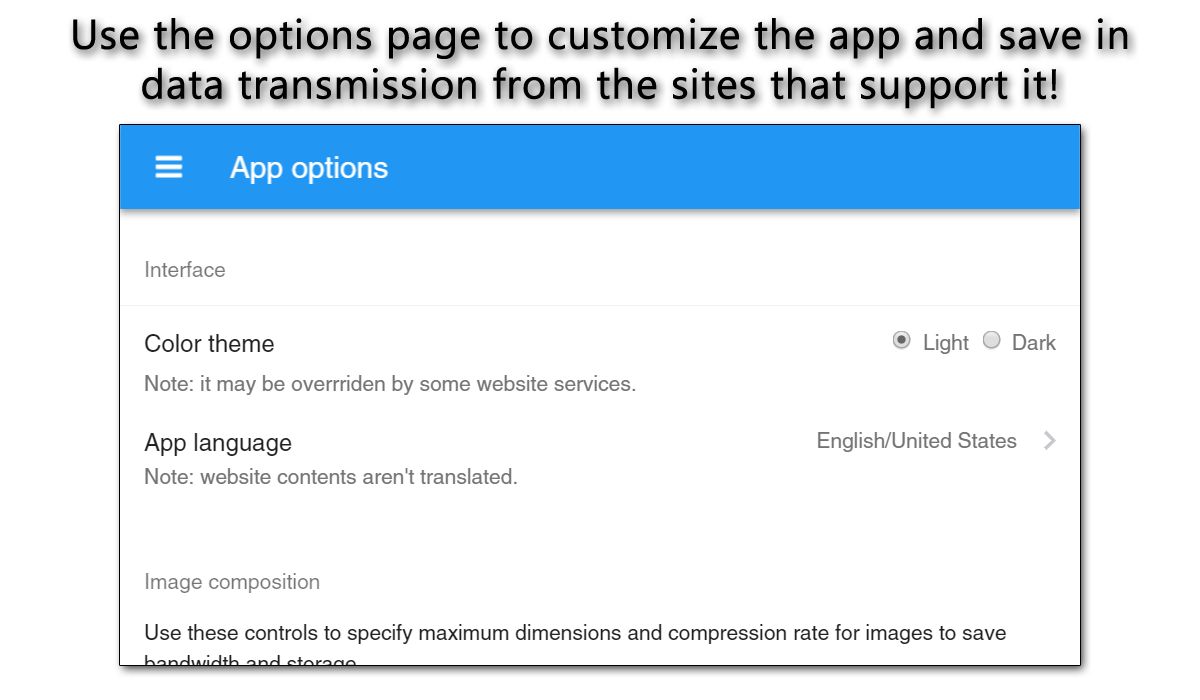 Use the options page to customize the app and save in
data transmission from the sites that support it!
App options
Interface
Color theme
Light Dark
Note: it may be overrriden by some website services.
App language
English/United States
Note: website contents aren't translated.
Image composition
Use these controls to specify maximum dimensions and compression rate for images to save
bandwidth and storage